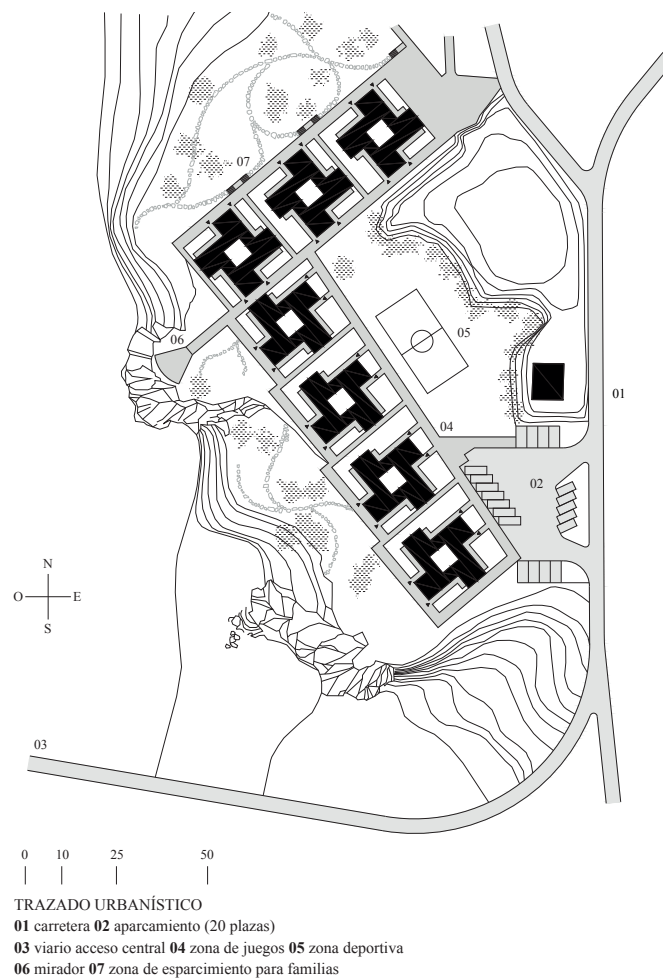 07
06
05
01
04
02
N
O E
S
03
0 10 25 50
TRAZADO URBANÍSTICO
01 carretera 02 aparcamiento (20 plazas)
03 viario acceso central 04 zona de juegos 05 zona deportiva
06 mirador 07 zona de esparcimiento para familias